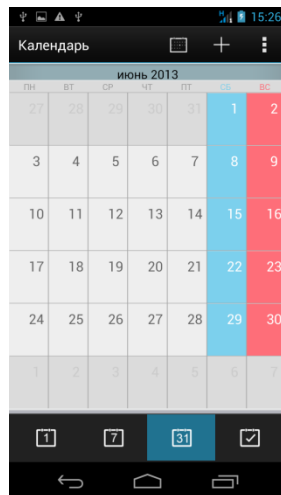 H 15:26
Календарь
июнь 2013
ПН ВТ СР ЧТ ПТ СБ ВС
27 28 29 30 31 1 2
3 4 5 6 7 8 9
10 11 12 13 14 15 16
17 18 19 20 21 22 23
24 25 26 27 28 29 30
1 2 3 4 5 6 7
1 7 31